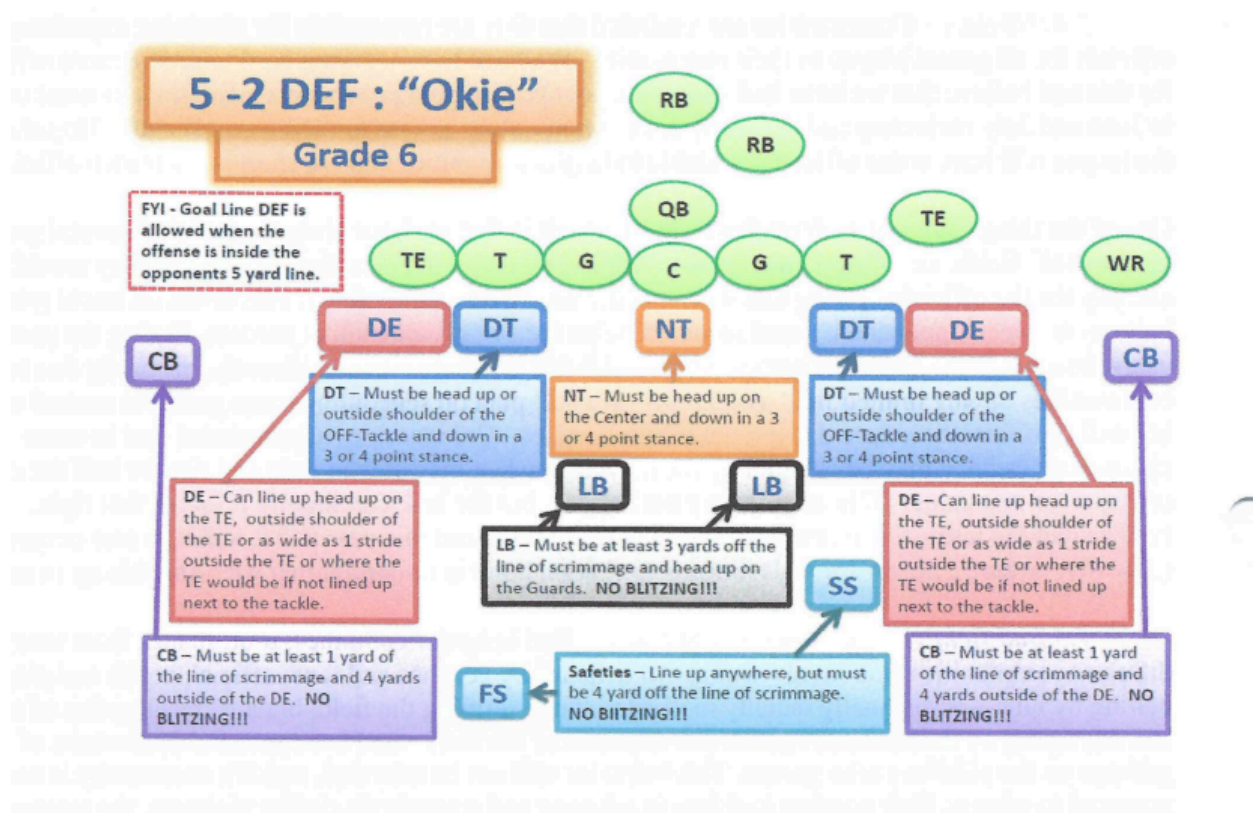 5 -2 DEF : “Okie”
Grade 6
RB
RB
FYI - Goal Line DEF is
allowed when the
offense is inside the
opponents 5 yard line.
QB
TE
TE
T
G
C
G
T
WR
DE
DT
NT
DT
DE
CB
CB
DT – Must be head up or
outside shoulder of the
OFF-Tackle and down in a
3 or 4 point stance.
NT – Must be head up on
the Center and down in a 3
or 4 point stance.
DT – Must be head up or
outside shoulder of the
OFF-Tackle and down in a
3 or 4 point stance.
LB
LB
DE – Can line up head up on
the TE, outside shoulder of
the TE or as wide as 1 stride
outside the TE or where the
TE would be if not lined up
next to the tackle.
LB – Must be at least 3 yards off the
line of scrimmage and head up on
the Guards. NO BLITZING!!!
DE – Can line up head up on
the TE, outside shoulder of
the TE or as wide as 1 stride
outside the TE or where the
TE would be if not lined up
next to the tackle.
SS
CB – Must be at least 1 yard of
the line of scrimmage and 4 yards
outside of the DE. NO
BLITZING!!!
FS
Safeties – Line up anywhere, but must
be 4 yard off the line of scrimmage.
NO BIITZING!!!
CB – Must be at least 1 yard
of the line of scrimmage and
4 yards outside of the DE. NO
BLITZING!!!